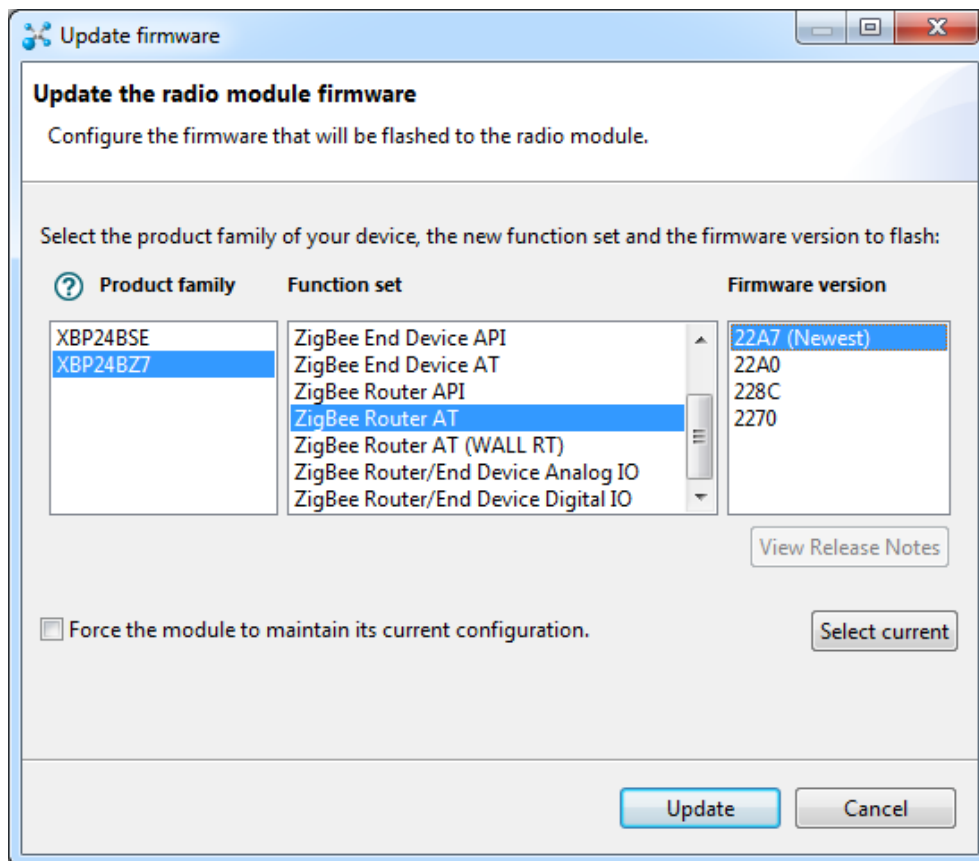 Update firmware
Update the radio module firmware
Configure the firmware that will be flashed to the radio module.
Select the product family of your device, the new function set and the firmware version to flash:
? Product family Function set Firmware version
XBP24BSE
XBP24BZ7
ZigBee End Device API
ZigBee End Device AT
ZigBee Router API
ZigBee Router AT
ZigBee Router AT (WALL RT)
ZigBee Router/End Device Analog IO
ZigBee Router/End Device Digital IO
22A7 (Newest)
22A0
228C
2270
View Release Notes
Force the module to maintain its current configuration.
Select current
Update Cancel